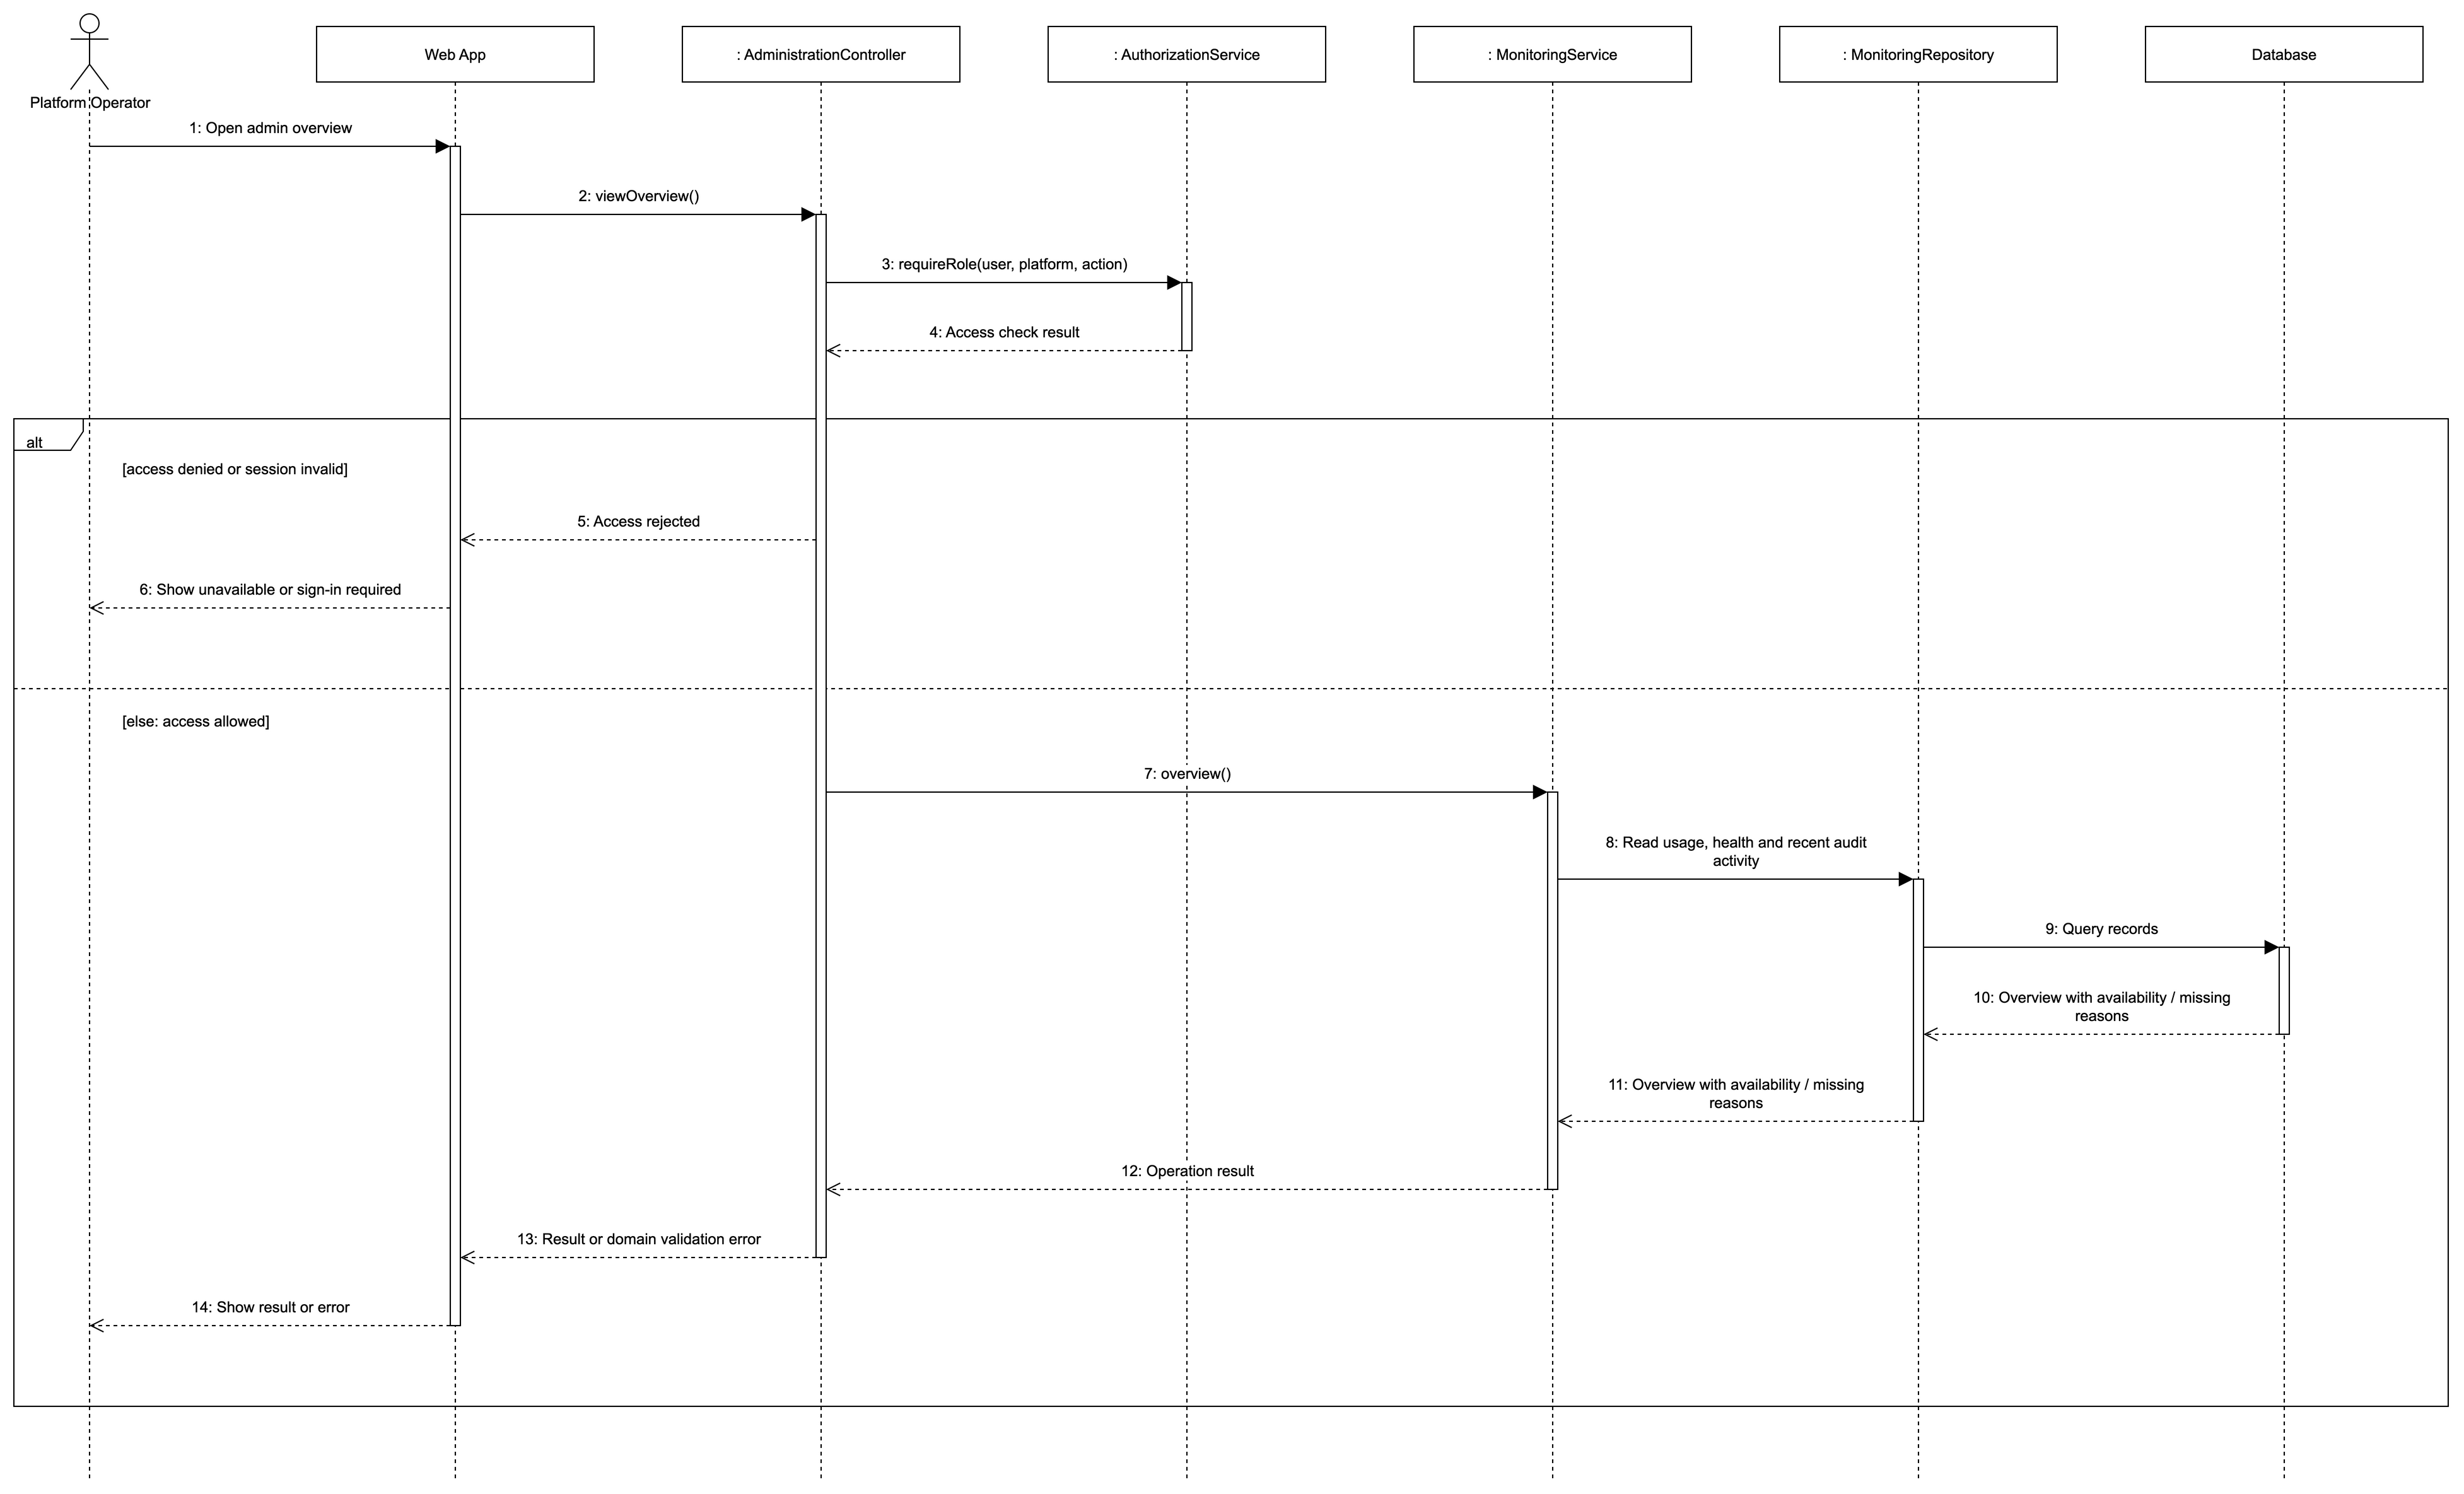 Platform Operator
Web App
: AdministrationController
: AuthorizationService
: MonitoringService
: MonitoringRepository
Database
1: Open admin overview
2: viewOverview()
3: requireRole(user, platform, action)
4: Access check result
alt
[access denied or session invalid]
5: Access rejected
6: Show unavailable or sign-in required
[else: access allowed]
7: overview()
8: Read usage, health and recent audit
activity
9: Query records
10: Overview with availability / missing
reasons
11: Overview with availability / missing
reasons
12: Operation result
13: Result or domain validation error
14: Show result or error